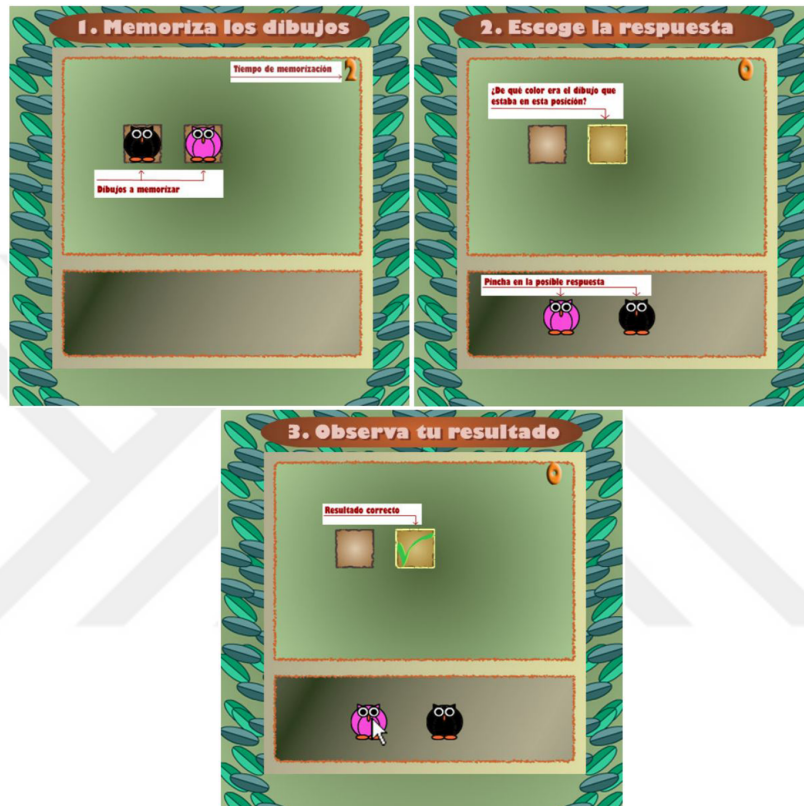 1. Memoriza los dibujos
Tiempo de memorización
2
Dibujos a memorizar
2. Escoge la respuesta
0
¿De qué color era el dibujo que
estaba en esta posición?
Pincha en la posible respuesta
3. Observa tu resultado
0
Resultado correcto